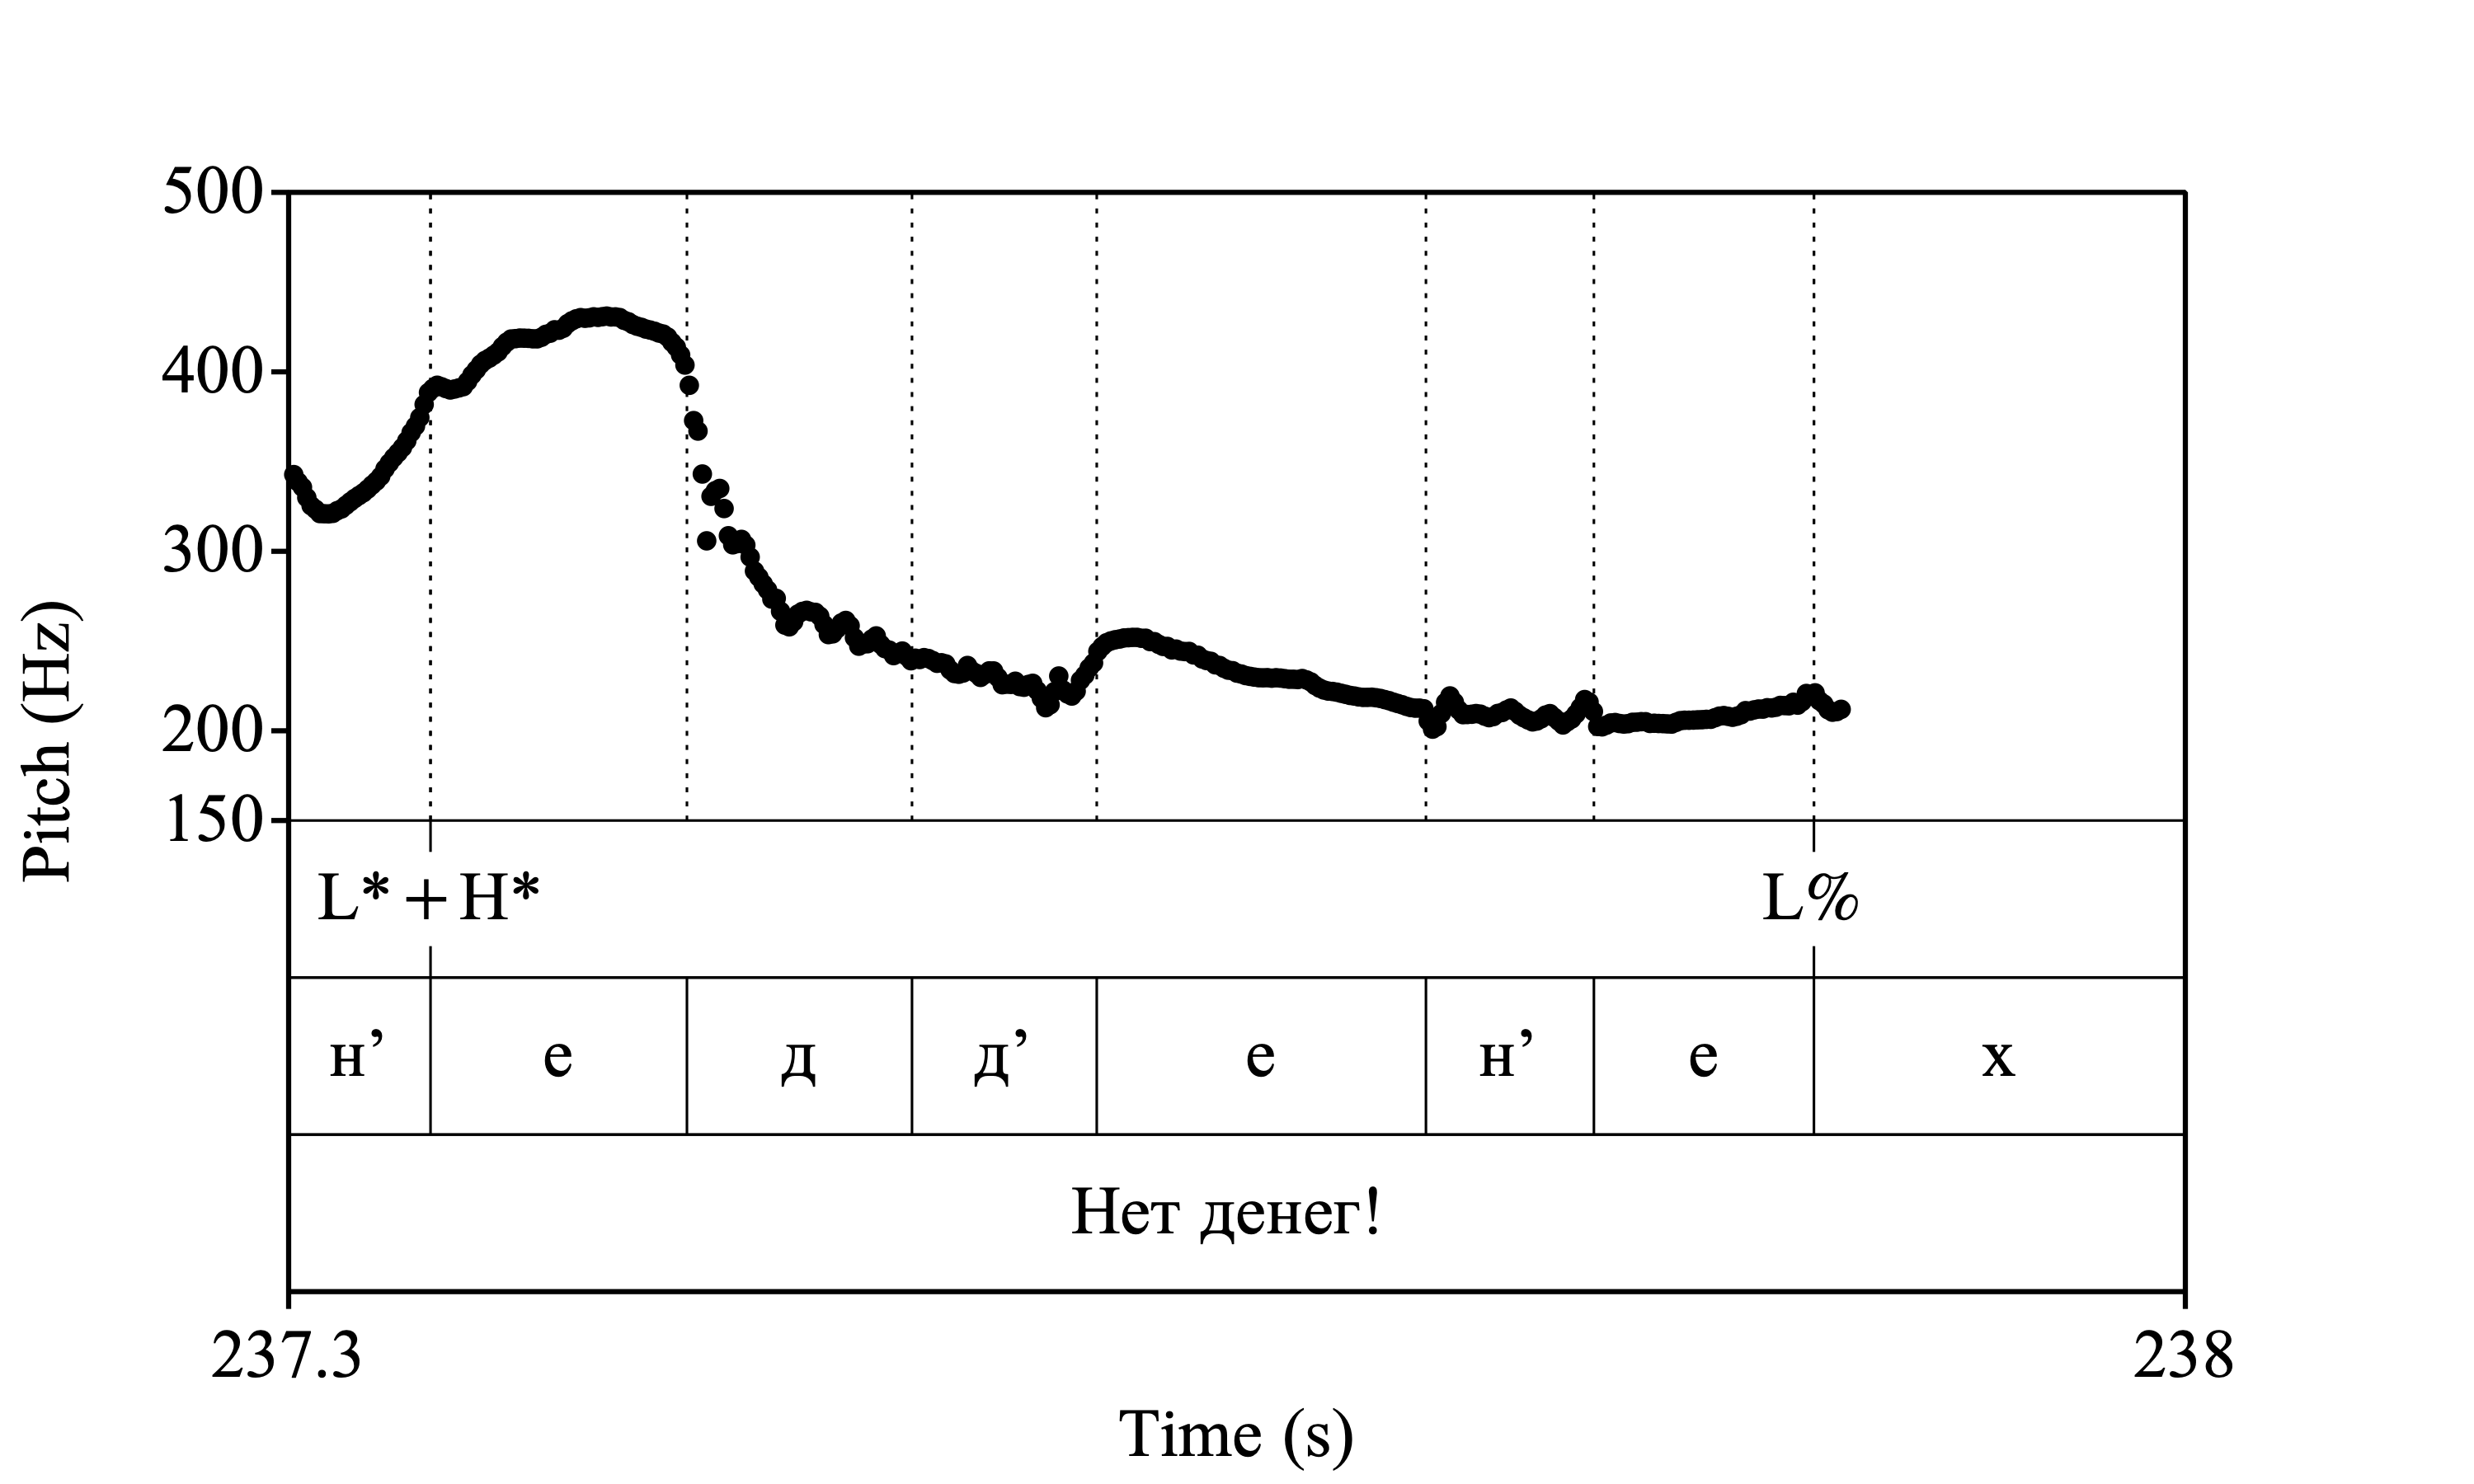 500
400
300
200
150
Pitch (Hz)
L*+H* L%
н’ е д д’ е н’ е х
Нет денег!
237.3 238
Time (s)